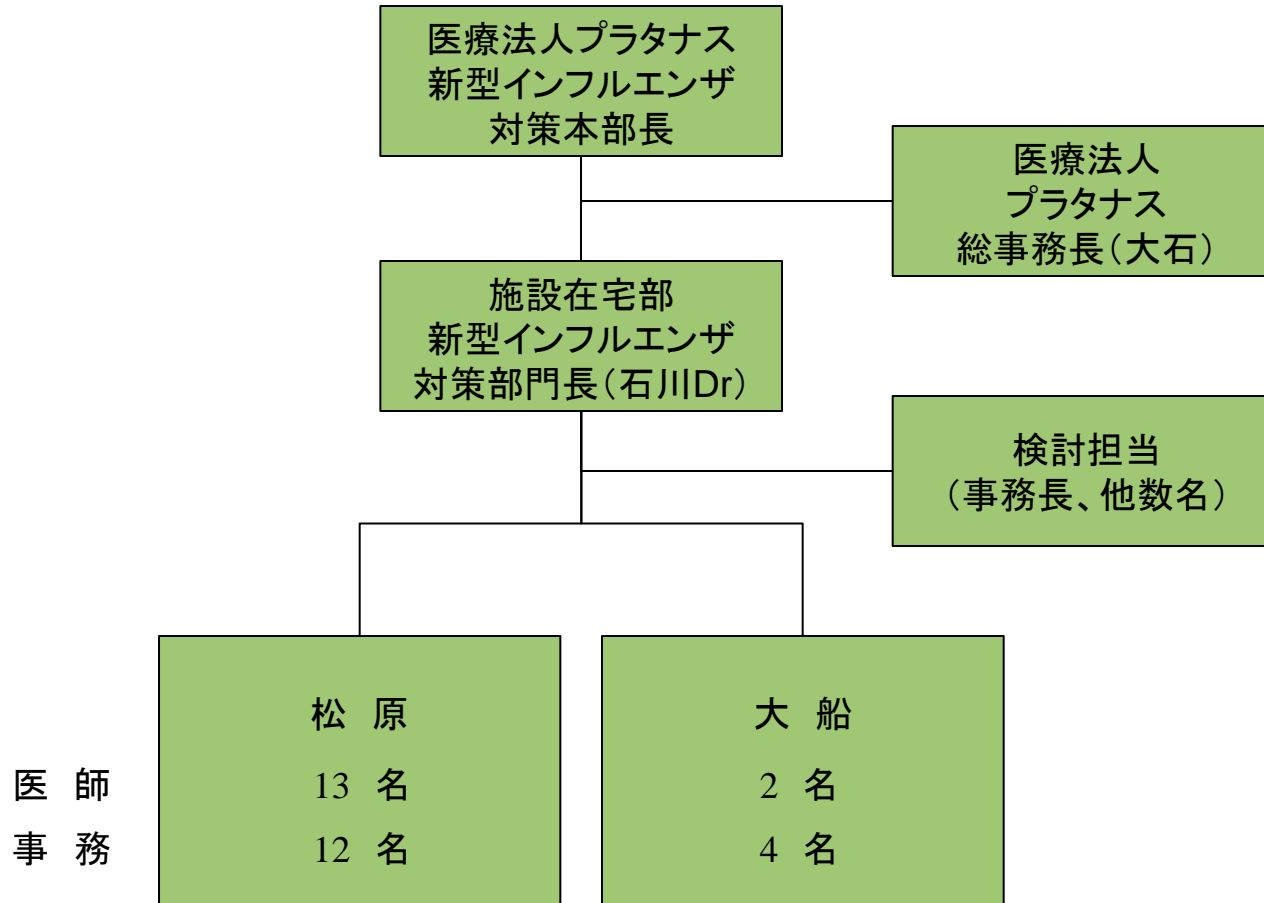 医療法人プラタナス
新型インフルエンザ
対策本部長
医療法人
プラタナス
総事務長(大石)
施設在宅部
新型インフルエンザ
対策部門長(石川Dr)
検討担当
(事務長、他数名)
松 原
大 船
医 師 13 名 2 名
事 務 12 名 4 名